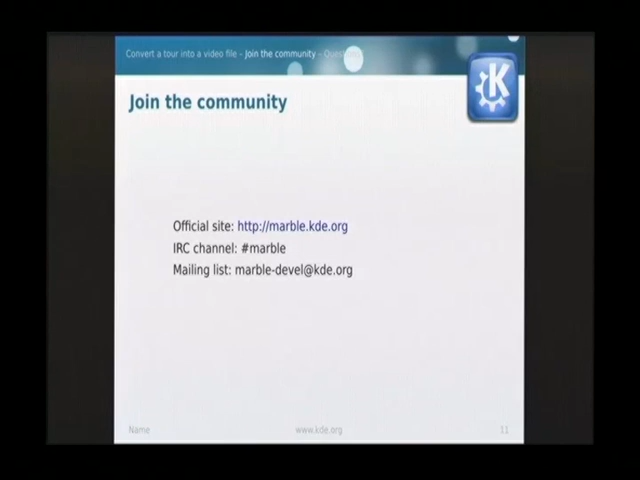 Convert a tour into a video file – Join the community – Questions
Join the community
Official site: http://marble.kde.org
IRC channel: #marble
Mailing list: marble-devel@kde.org
Name
www.kde.org
11